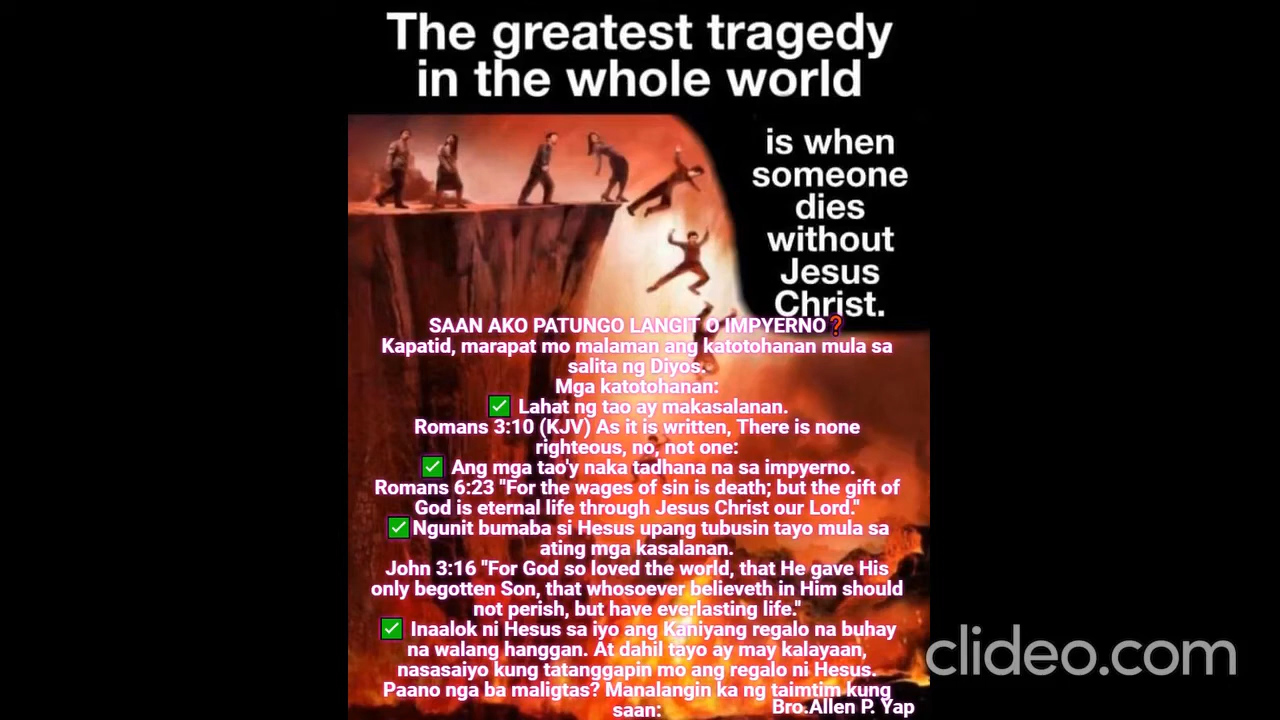 The greatest tragedy
in the whole world
is when
someone
dies
without
Jesus
Christ.
SAAN AKO PATUNGO LANGIT O IMPYERNO❓
Kapatid, marapat mo malaman ang katotohanan mula sa
salita ng Diyos.
Mga katotohanan:
✅ Lahat ng tao ay makasalanan.
Romans 3:10 (KJV) As it is written, There is none
righteous, no, not one:
✅ Ang mga tao'y naka tadhana na sa impyerno.
Romans 6:23 "For the wages of sin is death; but the gift of
God is eternal life through Jesus Christ our Lord."
✅Ngunit bumaba si Hesus upang tubusin tayo mula sa
ating mga kasalanan.
John 3:16 "For God so loved the world, that He gave His
only begotten Son, that whosoever believeth in Him should
not perish, but have everlasting life."
✅ Inaalok ni Hesus sa iyo ang Kaniyang regalo na buhay
na walang hanggan. At dahil tayo ay may kalayaan,
nasasaiyo kung tatanggapin mo ang regalo ni Hesus.
Paano nga ba maligtas? Manalangin ka ng taimtim kung
saan:
Bro.Allen P. Yap
clideo.com